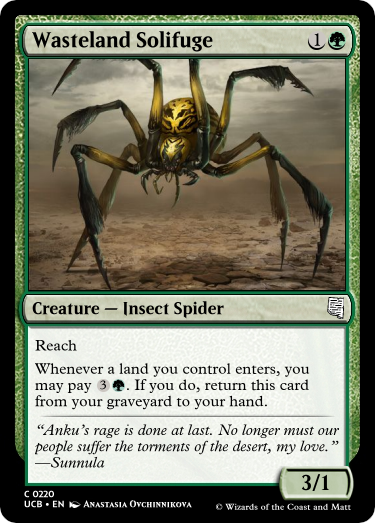 Wasteland Solifuge 1
Creature — Insect Spider
Reach
Whenever a land you control enters, you
may pay 3. If you do, return this card
from your graveyard to your hand.
“Anku’s rage is done at last. No longer must our
people suffer the torments of the desert, my love.”
—Sunnula
3/1
C 0220
UCB • EN Anastasia Ovchinnikova © Wizards of the Coast and Matt